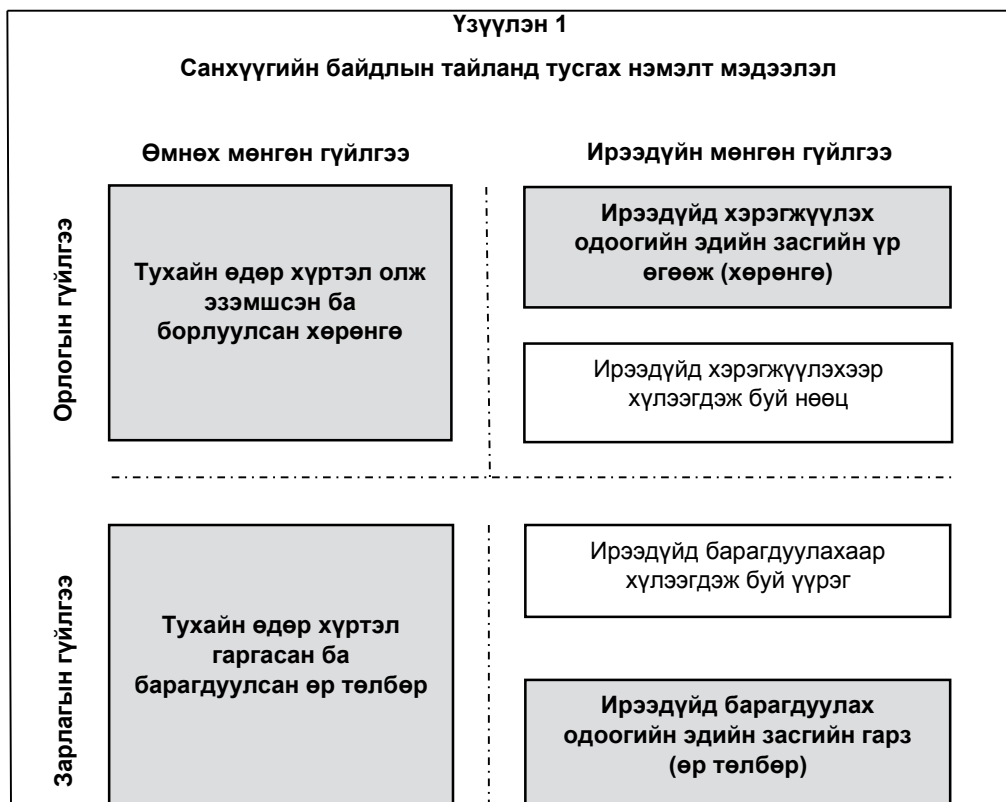 Үзүүлэн 1
Санхүүгийн байдлын тайланд тусгах нэмэлт мэдээлэл
Өмнөх мөнгөн гүйлгээ
Ирээдүйн мөнгөн гүйлгээ
Орлогын гүйлгээ
Тухайн өдөр хүртэл олж
эзэмшсэн ба
борлуулсан хөрөнгө
Ирээдүйд хэрэгжүүлэх
одоогийн эдийн засгийн үр
өгөөж (хөрөнгө)
Ирээдүйд хэрэгжүүлэхээр
хүлээгдэж буй нөөц
Зарлагын гүйлгээ
Тухайн өдөр хүртэл
гаргасан ба
барагдуулсан өр төлбөр
Ирээдүйд барагдуулахаар
хүлээгдэж буй үүрэг
Ирээдүйд барагдуулах
одоогийн эдийн засгийн гарз
(өр төлбөр)